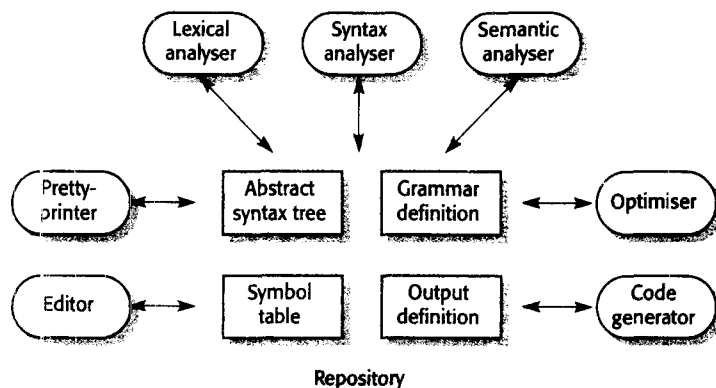 Lexical
analyser
Syntax
analyser
Semantic
analyser
Pretty-
printer
Abstract
syntax tree
Grammar
definition
Optimiser
Editor
Symbol
table
Output
definition
Code
generator
Repository